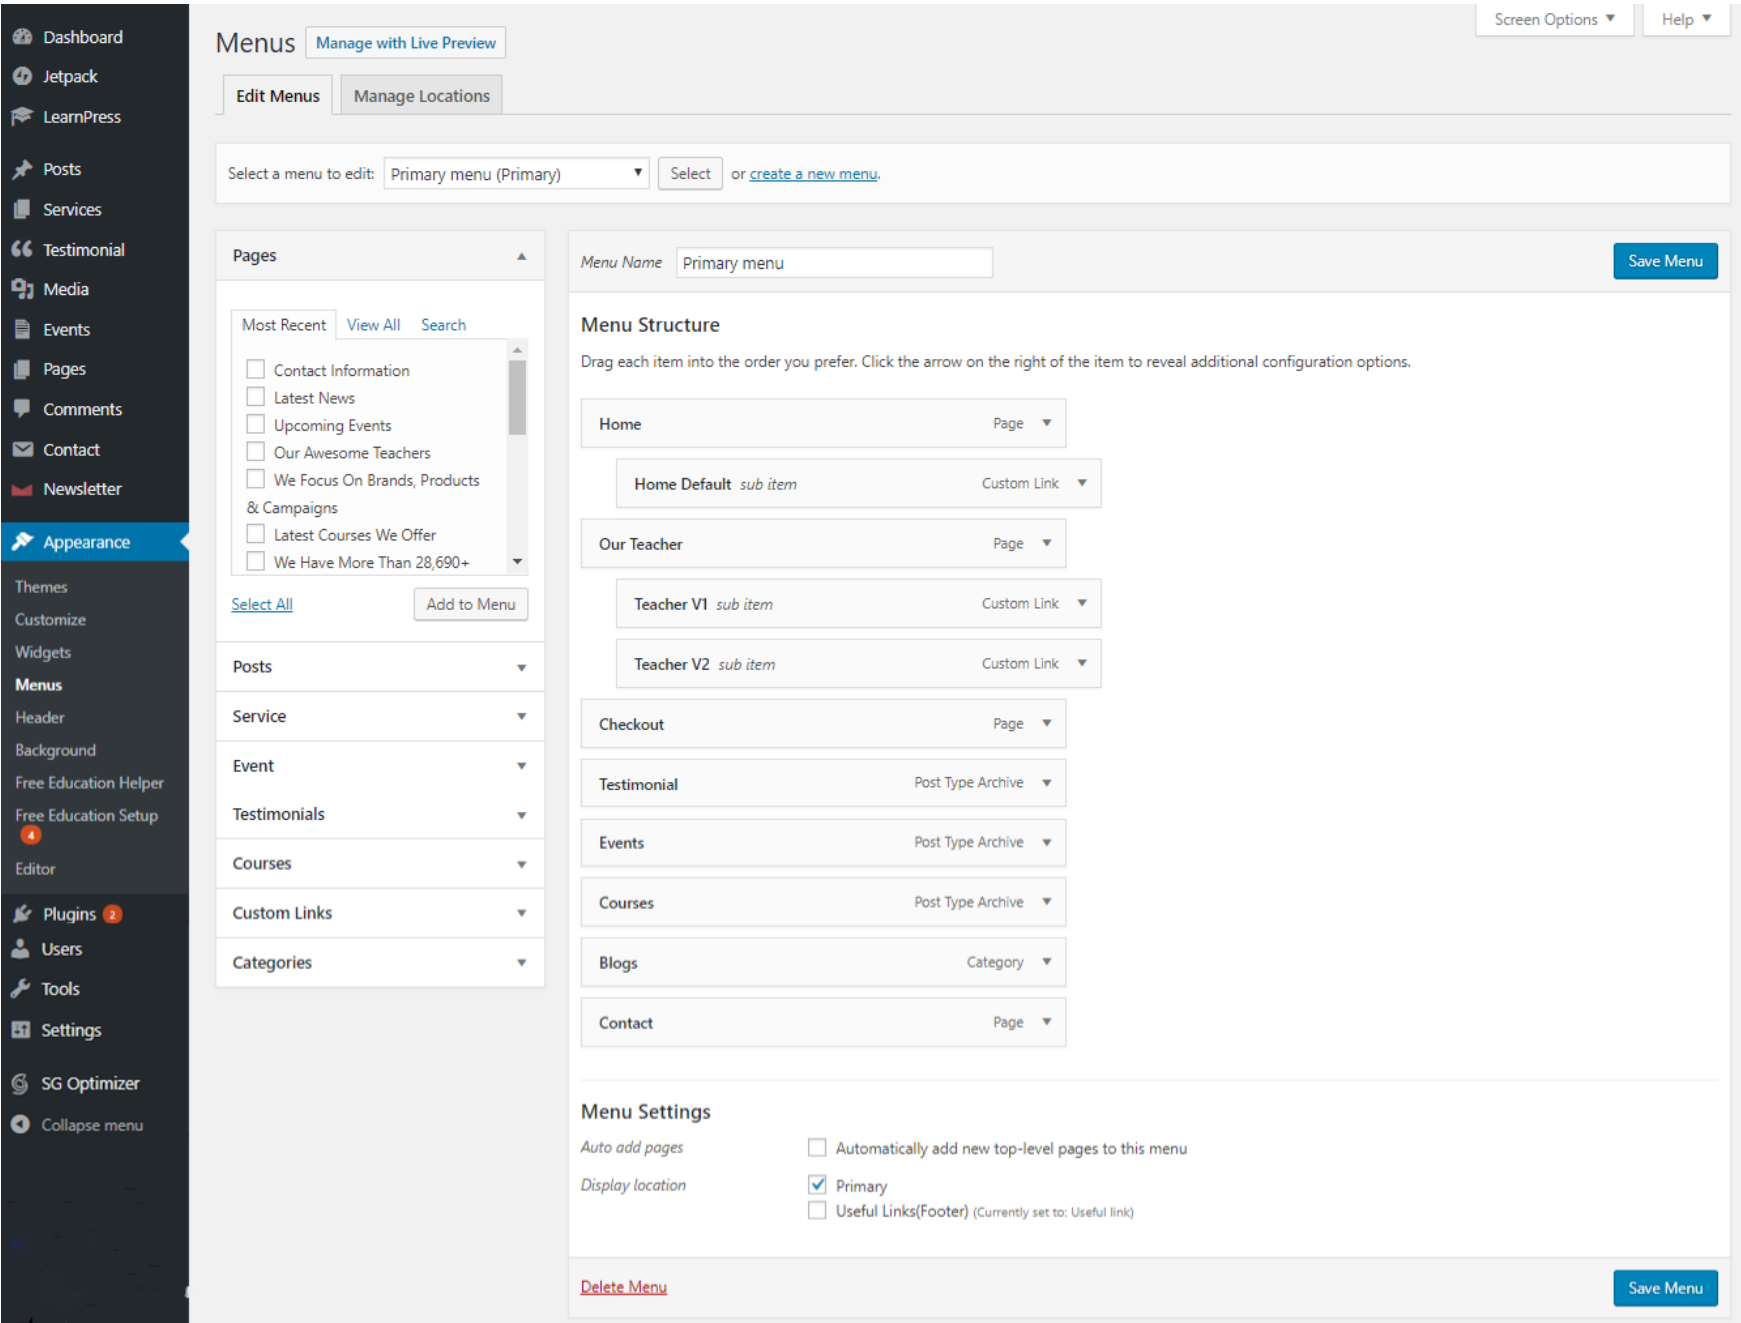 Dashboard
Jetpack
LearnPress
Posts
Services
Testimonial
Media
Events
Pages
Comments
Contact
Newsletter
Appearance
Themes
Customize
Widgets
Menus
Header
Background
Free Education Helper
Free Education Setup
4
Editor
Plugins 2
Users
Tools
Settings
SG Optimizer
Collapse menu
Screen Options
Help
Menus
Manage with Live Preview
Edit Menus
Manage Locations
Select a menu to edit: Primary menu (Primary) Select or create a new menu.
Pages
Most Recent View All Search
Contact Information
Latest News
Upcoming Events
Our Awesome Teachers
We Focus On Brands, Products
& Campaigns
Latest Courses We Offer
We Have More Than 28,690+
Select All
Add to Menu
Posts
Service
Event
Testimonials
Courses
Custom Links
Categories
Menu Name Primary menu
Save Menu
Menu Structure
Drag each item into the order you prefer. Click the arrow on the right of the item to reveal additional configuration options.
Home Page
Home Default sub item Custom Link
Our Teacher Page
Teacher V1 sub item Custom Link
Teacher V2 sub item Custom Link
Checkout Page
Testimonial Post Type Archive
Events Post Type Archive
Courses Post Type Archive
Blogs Category
Contact Page
Menu Settings
Auto add pages Automatically add new top-level pages to this menu
Display location Primary
Useful Links(Footer) (Currently set to: Useful link)
Delete Menu
Save Menu